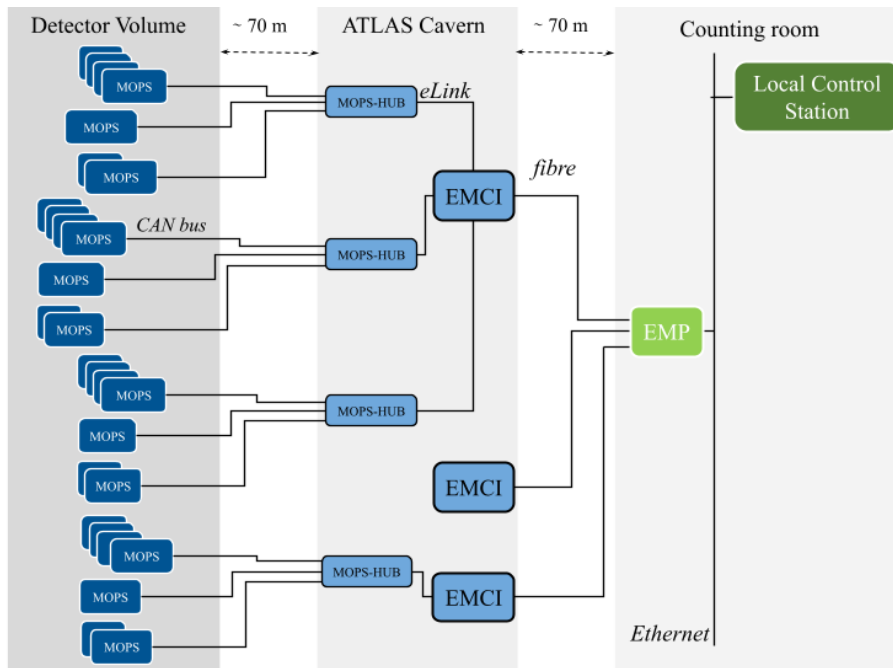 Detector Volume
~ 70 m
ATLAS Cavern
~ 70 m
Counting room
MOPS
MOPS
MOPS
MOPS-HUB
eLink
Local Control
Station
MOPS
CAN bus
MOPS
MOPS
MOPS-HUB
EMCI
fibre
EMP
MOPS
MOPS
MOPS
MOPS-HUB
EMCI
MOPS
MOPS
MOPS
MOPS-HUB
EMCI
Ethernet